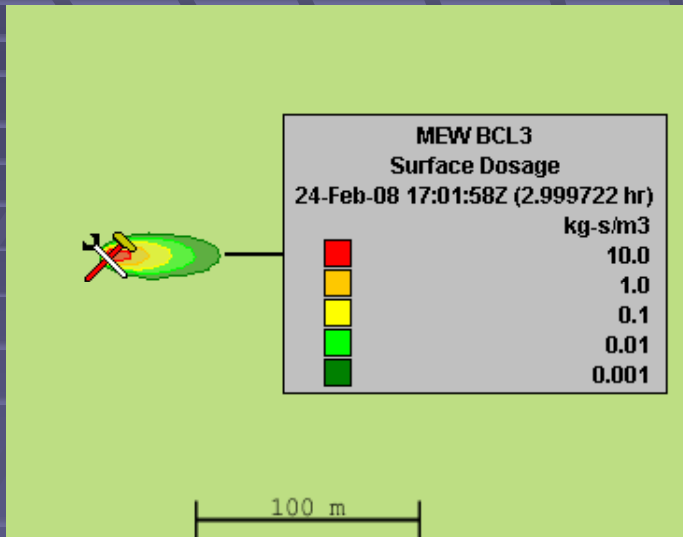 MEW BCL3
Surface Dosage
24-Feb-08 17:01:58Z (2.999722 hr)
kg-s/m3
10.0
1.0
0.1
0.01
0.001
100 m